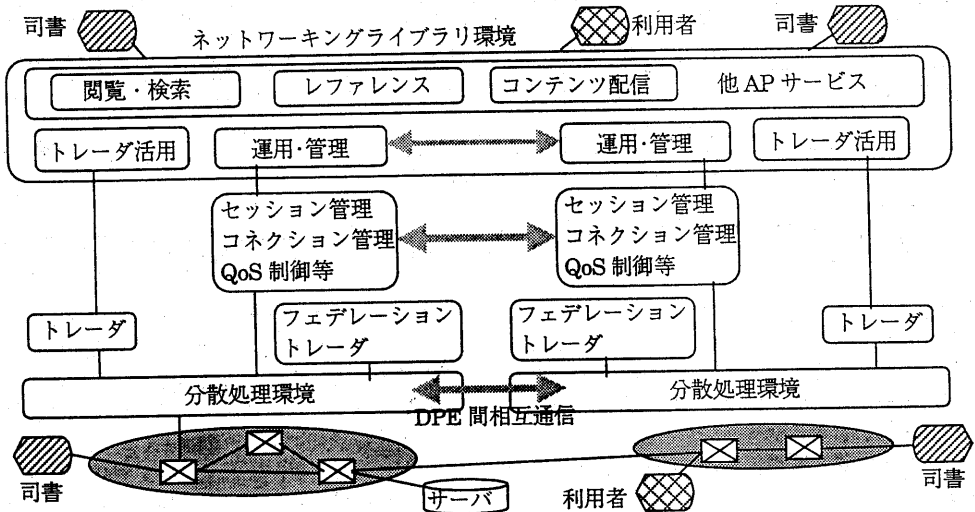 司書
ネットワーキングライブラリ環境
利用者
司書
閲覧・検索
レファレンス
コンテンツ配信
他APサービス
トレーダ活用
運用・管理
運用・管理
トレーダ活用
セッション管理
コネクション管理
QoS制御等
セッション管理
コネクション管理
QoS制御等
トレーダ
フェデレーション
トレーダ
フェデレーション
トレーダ
トレーダ
分散処理環境
分散処理環境
DPE間相互通信
司書
サーバ
利用者
司書